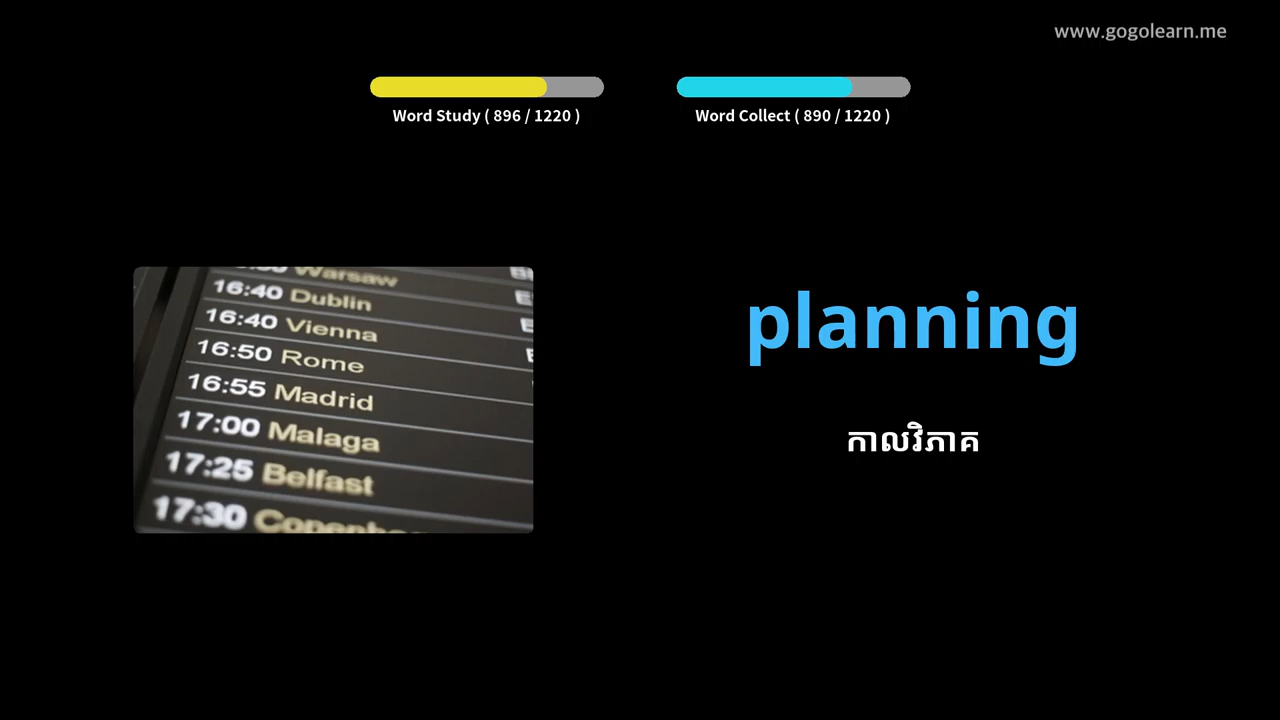 www.gogolearn.me
Word Study ( 896 / 1220 )
Word Collect ( 890 / 1220 )
Warsaw
16:40 Dublin
16:40 Vienna
16:50 Rome
16:55 Madrid
17:00 Malaga
17:25 Belfast
17:30
planning
កាលវិភាគ